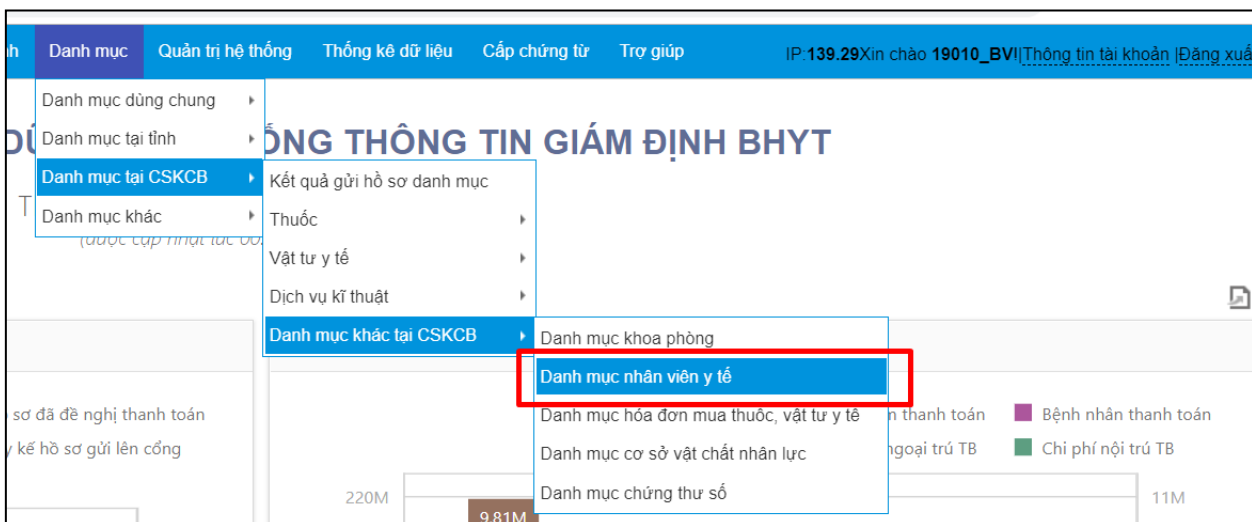 Danh mục Quản trị hệ thống Thống kê dữ liệu Cấp chứng từ Trợ giúp IP:139.29Xin chào 19010_BV!|Thông tin tài khoản |Đăng xuấ
Danh mục dùng chung
Danh mục tại tỉnh
ỐNG THÔNG TIN GIÁM ĐỊNH BHYT
Danh mục tại CSKCB
Kết quả gửi hồ sơ danh mục
T
Danh mục khác
Thuốc
Vật tư y tế
Dịch vụ kĩ thuật
Danh mục khác tại CSKCB
Danh mục khoa phòng
Danh mục nhân viên y tế
sơ đã đề nghị thanh toán
Danh mục hóa đơn mua thuốc, vật tư y tế
thanh toán
Bệnh nhân thanh toán
kế hồ sơ gửi lên cổng
Danh mục cơ sở vật chất nhân lực
ngoại trú TB
Chi phí nội trú TB
Danh mục chứng thư số
220M
11M
9.81M